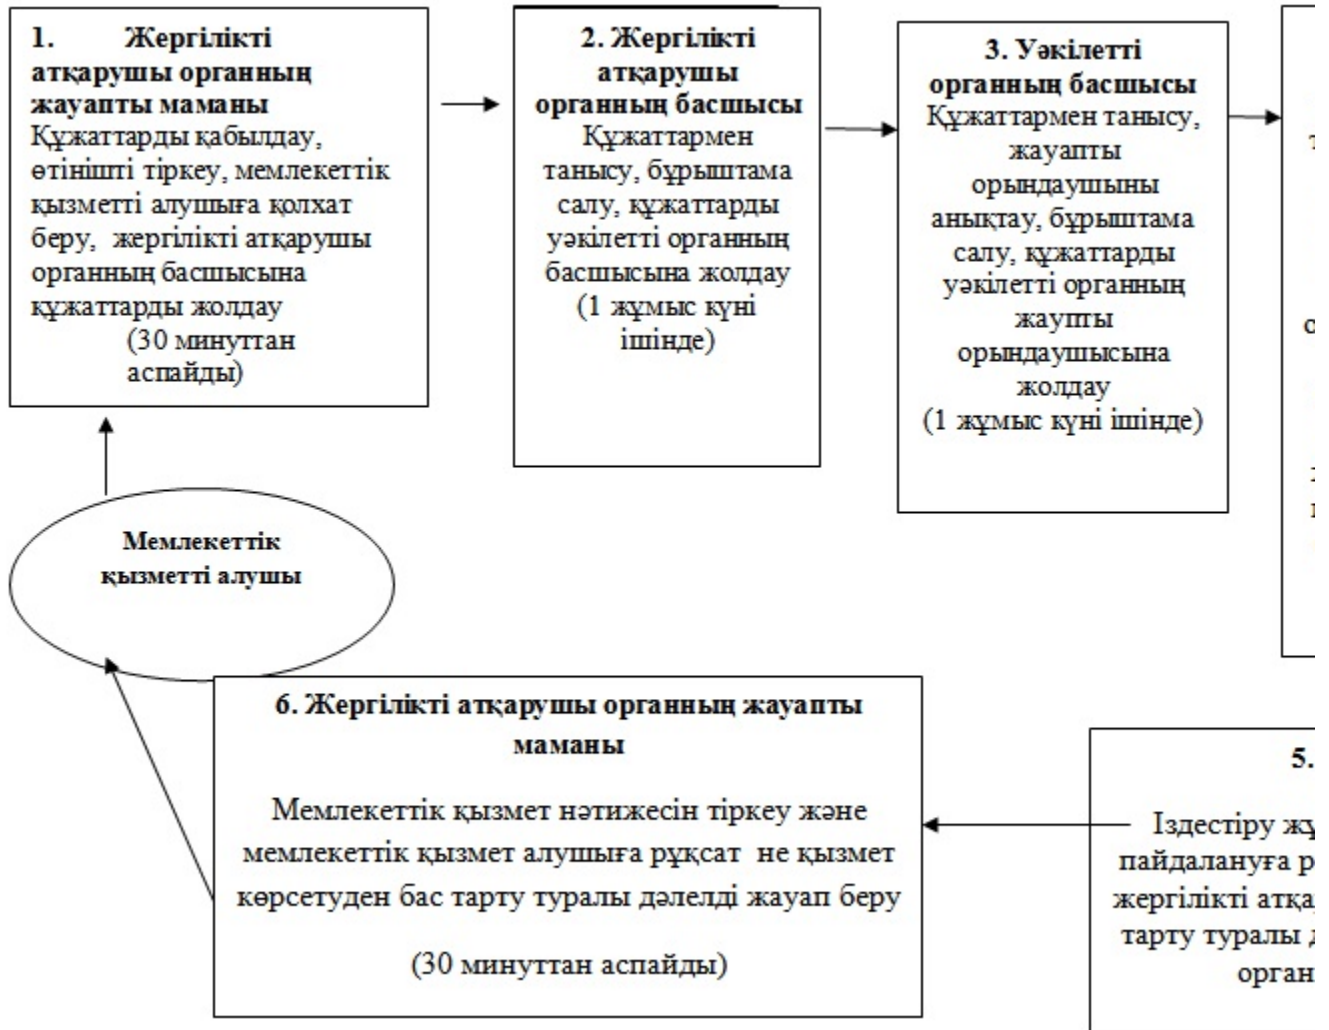 1. Жергілікті
атқарушы органның
жауапты маманы
Құжаттарды қабылдау,
өтінішті тіркеу, мемлекеттік
қызметті алушыға қолхат
беру, жергілікті атқарушы
органның басшысына
құжаттарды жолдау
(30 минуттан
аспайды)
2. Жергілікті
атқарушы
органның басшысы
Құжаттармен
танысу, бұрыштама
салу, құжаттарды
уәкілетті органның
басшысына жолдау
(1 жұмыс күні
ішінде)
3. Уәкілетті
органның басшысы
Құжаттармен танысу,
жауапты
орындаушыны
анықтау, бұрыштама
салу, құжаттарды
уәкілетті органның
жаупты
орындаушысына
жолдау
(1 жұмыс күні ішінде)
Мемлекеттік
қызметті алушы
6. Жергілікті атқарушы органның жауапты
маманы
Мемлекеттік қызмет нәтижесін тіркеу және
мемлекеттік қызмет алушыға рұқсат не қызмет
көрсетуден бас тарту туралы дәлелді жауап беру
(30 минуттан аспайды)
5.
Іздестіру
пайдалануға
жергілікті
тарту туралы
орган